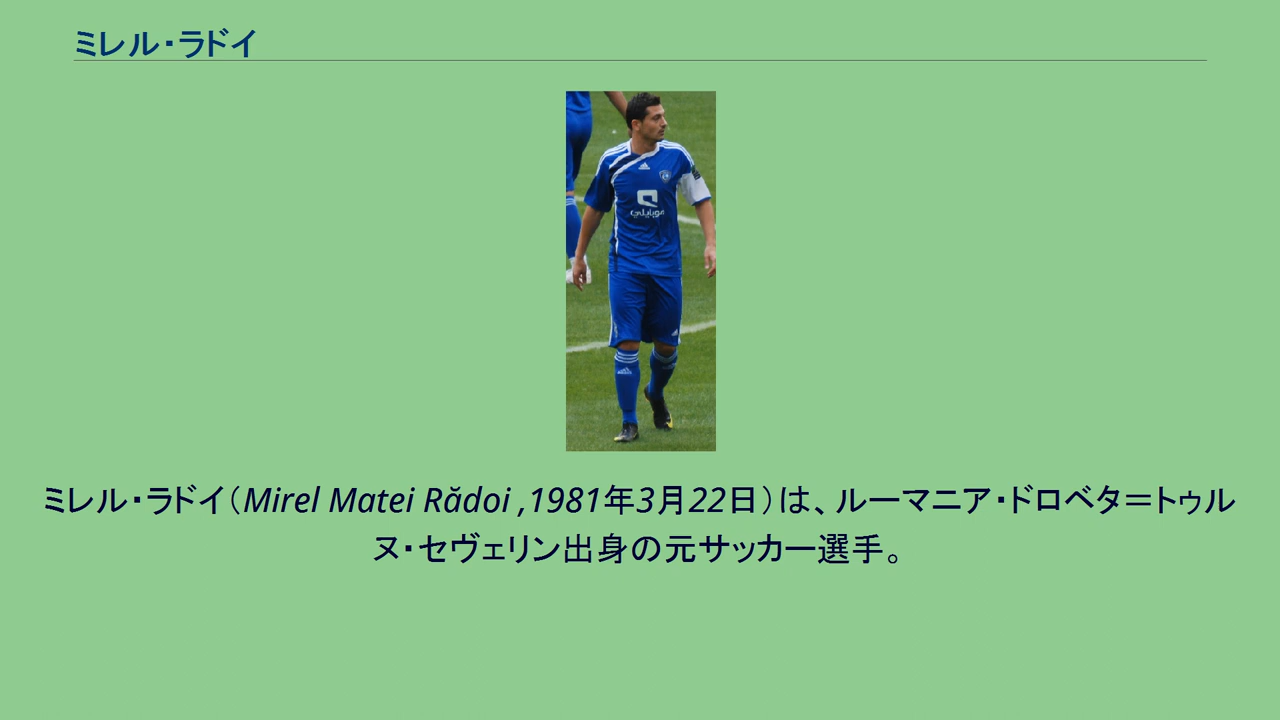 ミレル・ラドイ
موبايلي
ミレル・ラドイ（Mirel Matei Rădoi ,1981年3月22日）は、ルーマニア・ドロベタ＝トゥル
ヌ・セヴェリン出身の元サッカー選手。